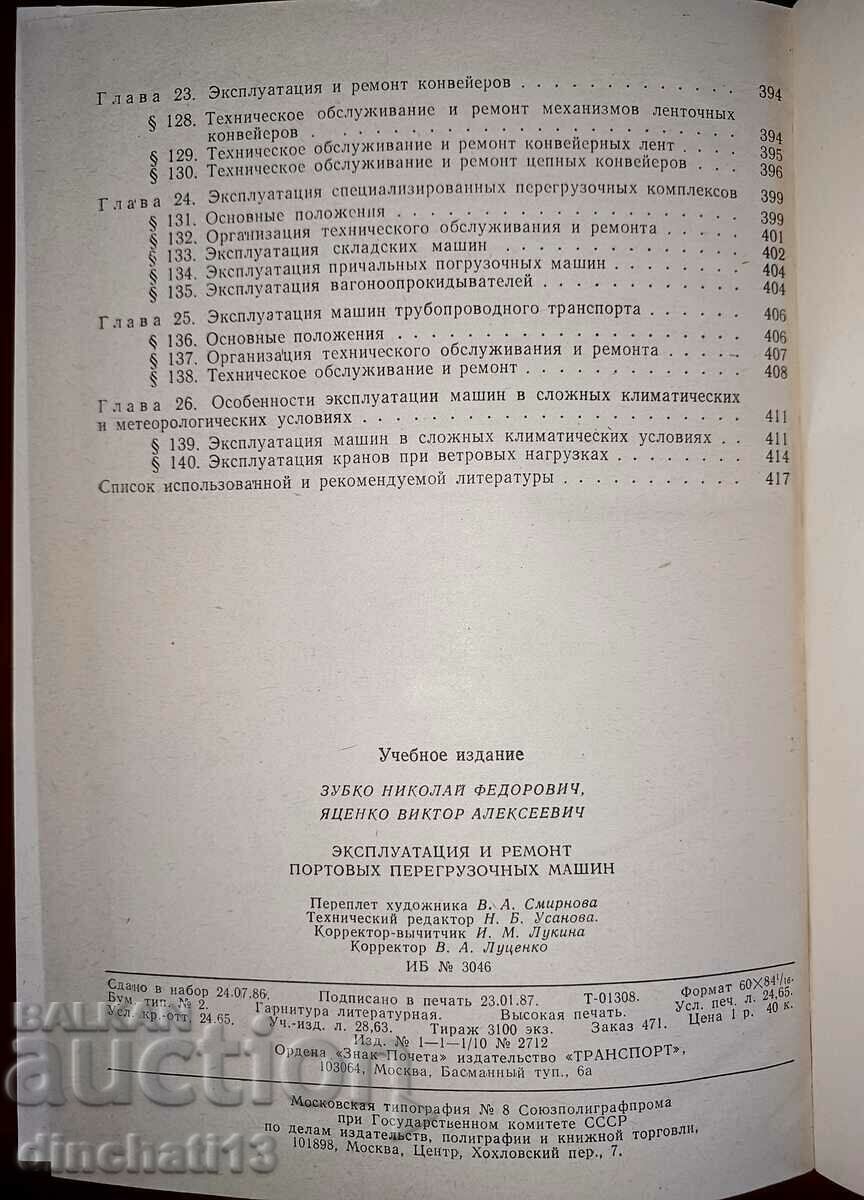 Глава 23. Эксплуатация и ремонт конвейеров . . . . . . . . . . . . . 394
§ 128. Техническое обслуживание и ремонт механизмов ленточных
конвейеров . . . . . . . . . . . . . . . . . . . . . 394
§ 129. Техническое обслуживание и ремонт конвейерных лент . . . . 395
§ 130. Техническое обслуживание и ремонт цепных конвейеров . . . 396
Глава 24. Эксплуатация специализированных перегрузочных комплексов 399
§ 131. Основные положения . . . . . . . . . . . . . . . . . . 399
§ 132. Организация технического обслуживания и ремонта . . . . . 401
§ 133. Эксплуатация складских машин . . . . . . . . . . . . . 402
§ 134. Эксплуатация причальных погрузочных машин . . . . . . . 404
§ 135. Эксплуатация вагоноопрокидывателей . . . . . . . . . . . 404
Глава 25. Эксплуатация машин трубопроводного транспорта . . . . . . 406
§ 136. Основные положения . . . . . . . . . . . . . . . . . . 406
§ 137. Организация технического обслуживания и ремонта . . . . . 407
§ 138. Техническое обслуживание и ремонт . . . . . . . . . . . . 408
Глава 26. Особенности эксплуатации машин в сложных климатических
и метеорологических условиях . . . . . . . . . . . . . . . . . . . . . 411
§ 139. Эксплуатация машин в сложных климатических условиях . . 411
§ 140. Эксплуатация кранов при ветровых нагрузках . . . . . . . 414
Список использованной и рекомендуемой литературы . . . . . . . . . . 417
Учебное издание
ЗУБКО НИКОЛАЙ ФЕДОРОВИЧ,
ЯЦЕНКО ВИКТОР АЛЕКСЕЕВИЧ
ЭКСПЛУАТАЦИЯ И РЕМОНТ
ПОРТОВЫХ ПЕРЕГРУЗОЧНЫХ МАШИН
Переплет художника В. А. Смирнова
Технический редактор Н. Б. Усанова.
Корректор-вычитчик И. М. Лукина
Корректор В. А. Луценко
ИБ № 3046
Сдано в набор 24.07.86. Подписано в печать 23.01.87. Т-01308. Формат 60×84 1/16.
Бум. тип. № 2. Гарнитура литературная. Высокая печать. Усл. печ. л. 24,65.
Усл. кр.-отт. 24.65. Уч.-изд. л. 28,63. Тираж 3100 экз. Заказ 471. Цена 1 р. 40 к.
Изд. № 1—1—1/10 № 2712
Ордена «Знак Почета» издательство «ТРАНСПОРТ»,
103064, Москва, Басманный туп., 6а
Московская типография № 8 Союзполиграфпрома
при Государственном комитете СССР
по делам издательств, полиграфии и книжной торговли,
101898, Москва, Центр, Хохловский пер., 7.
BALKAN
auction
dinchati13